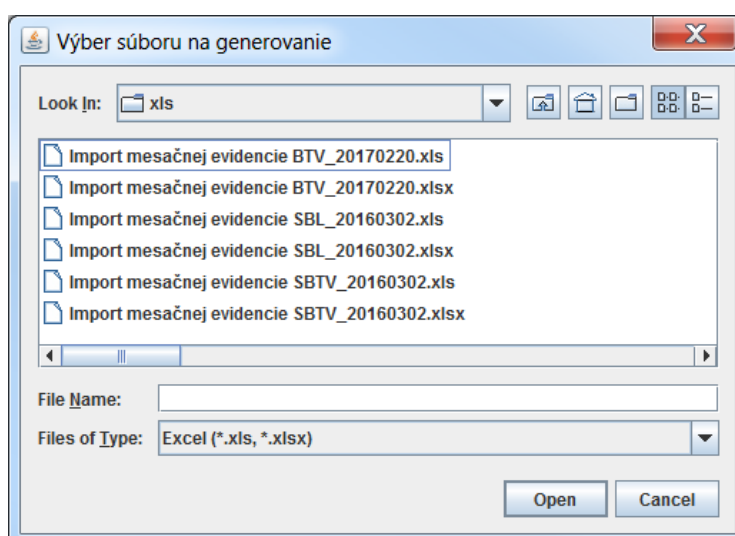 Výber súboru na generovanie
Look In: xls
Import mesačnej evidencie BTV_20170220.xls
Import mesačnej evidencie BTV_20170220.xlsx
Import mesačnej evidencie SBL_20160302.xls
Import mesačnej evidencie SBL_20160302.xlsx
Import mesačnej evidencie SBTV_20160302.xls
Import mesačnej evidencie SBTV_20160302.xlsx
File Name:
Files of Type: Excel (*.xls, *.xlsx)
Open Cancel